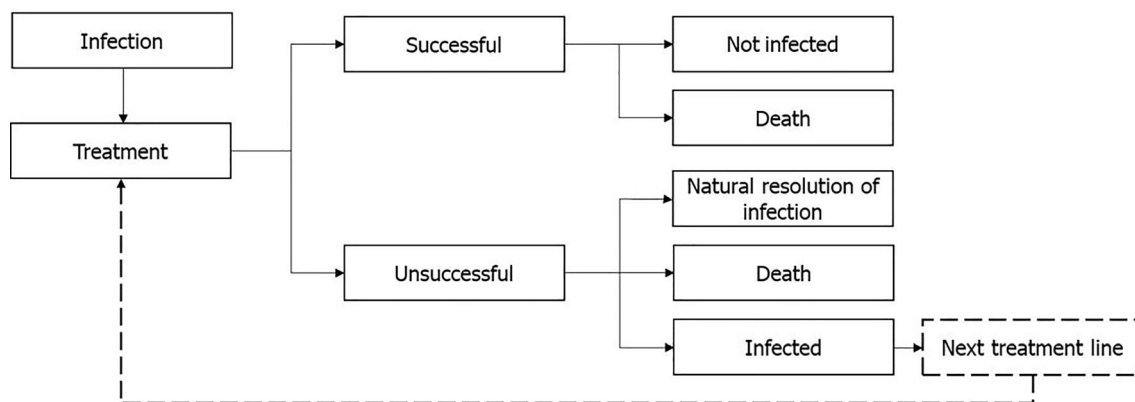 Infection
Treatment
Successful
Not infected
Death
Unsuccessful
Natural resolution of
infection
Death
Infected
Next treatment line